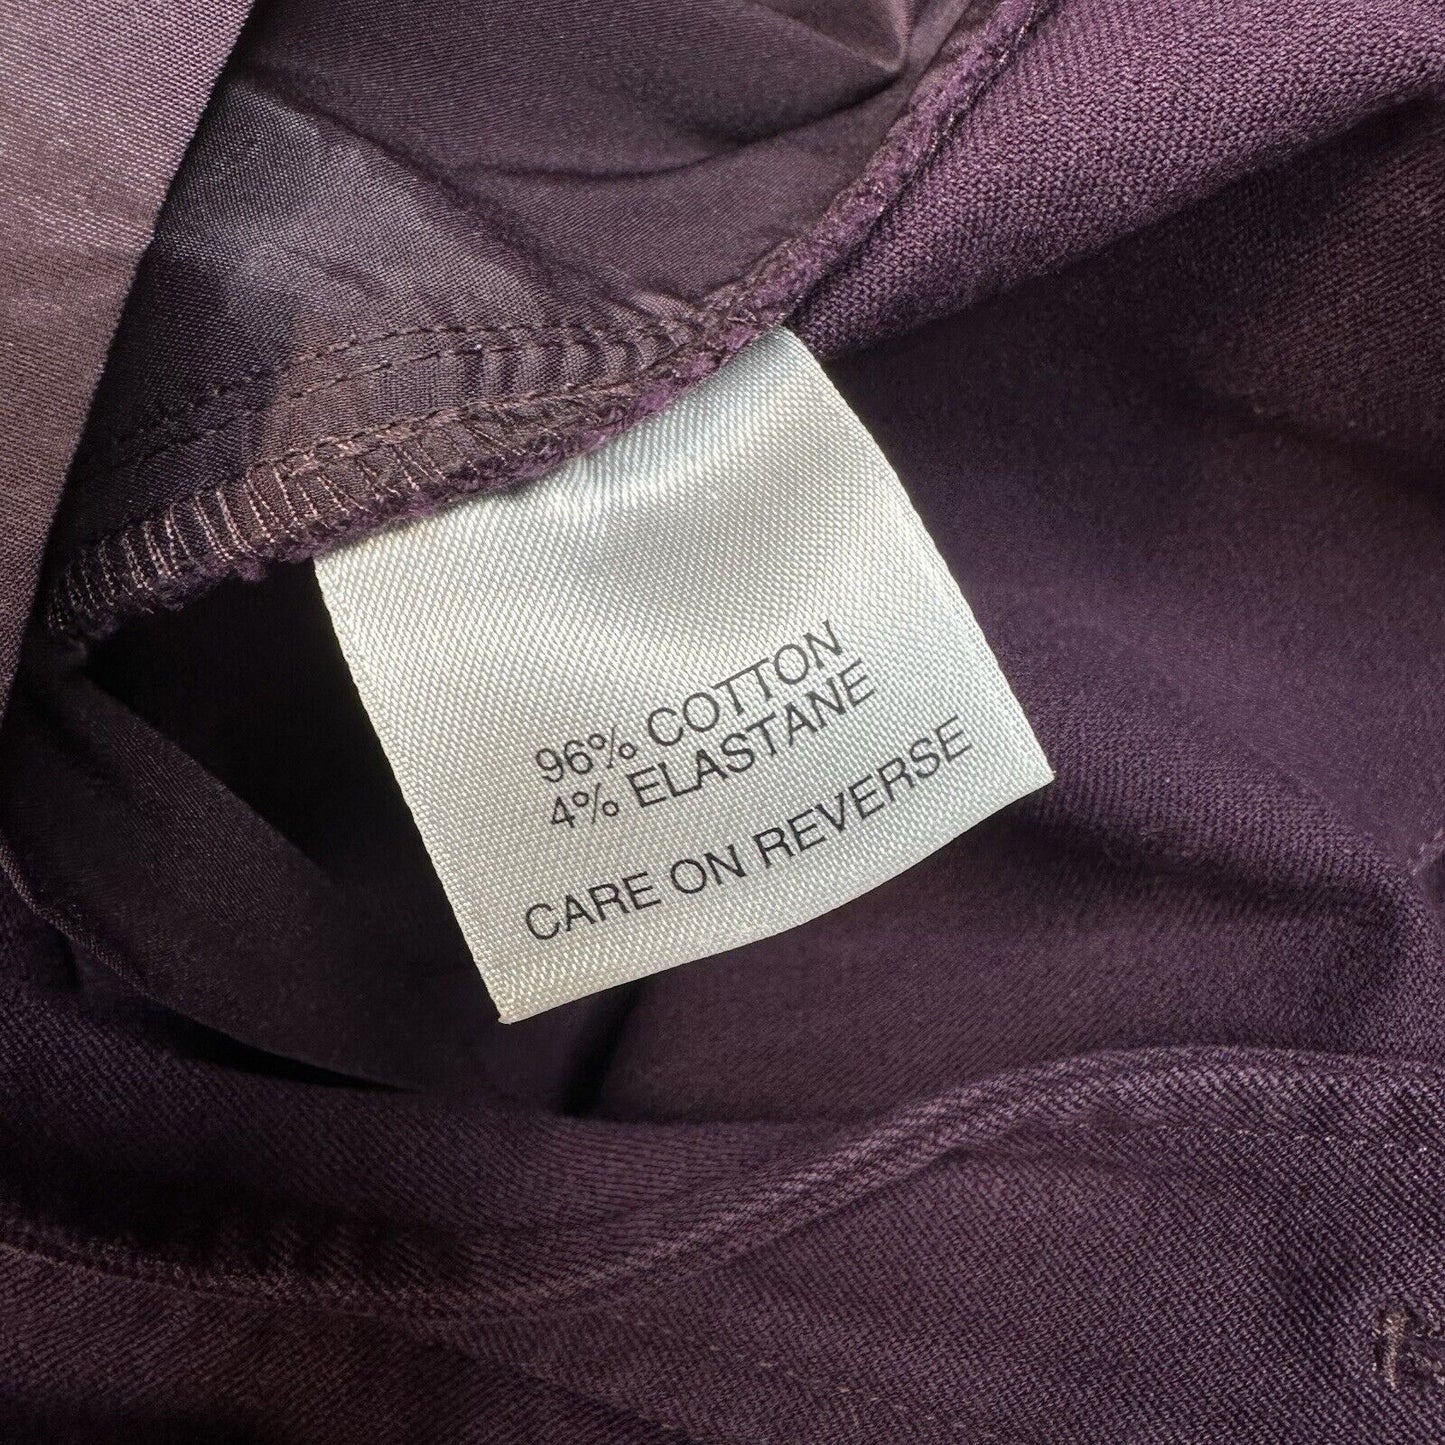 96% COTTON
4% ELASTANE
CARE ON REVERSE